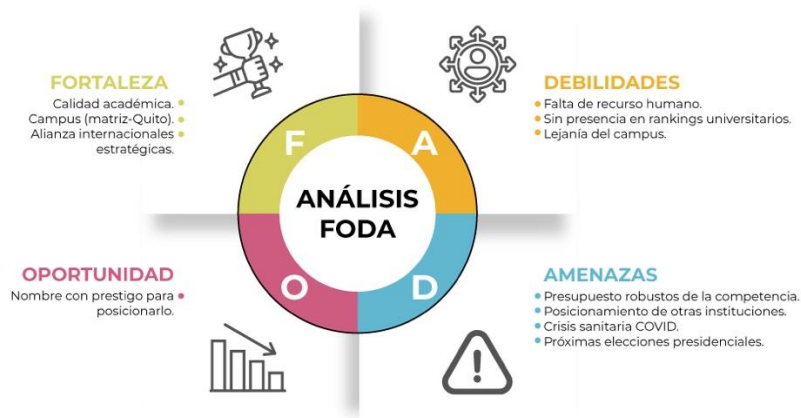 FORTALEZA
Calidad académica.
Campus (matriz-Quito).
Alianza internacionales
estratégicas.
DEBILIDADES
Falta de recurso humano.
Sin presencia en rankings universitarios.
Lejanía del campus.
F
A
ANÁLISIS
FODA
O
D
OPORTUNIDAD
Nombre con prestigo para
posicionarlo.
AMENAZAS
Presupuesto robustos de la competencia.
Posicionamiento de otras instituciones.
Crisis sanitaria COVID.
Próximas elecciones presidenciales.